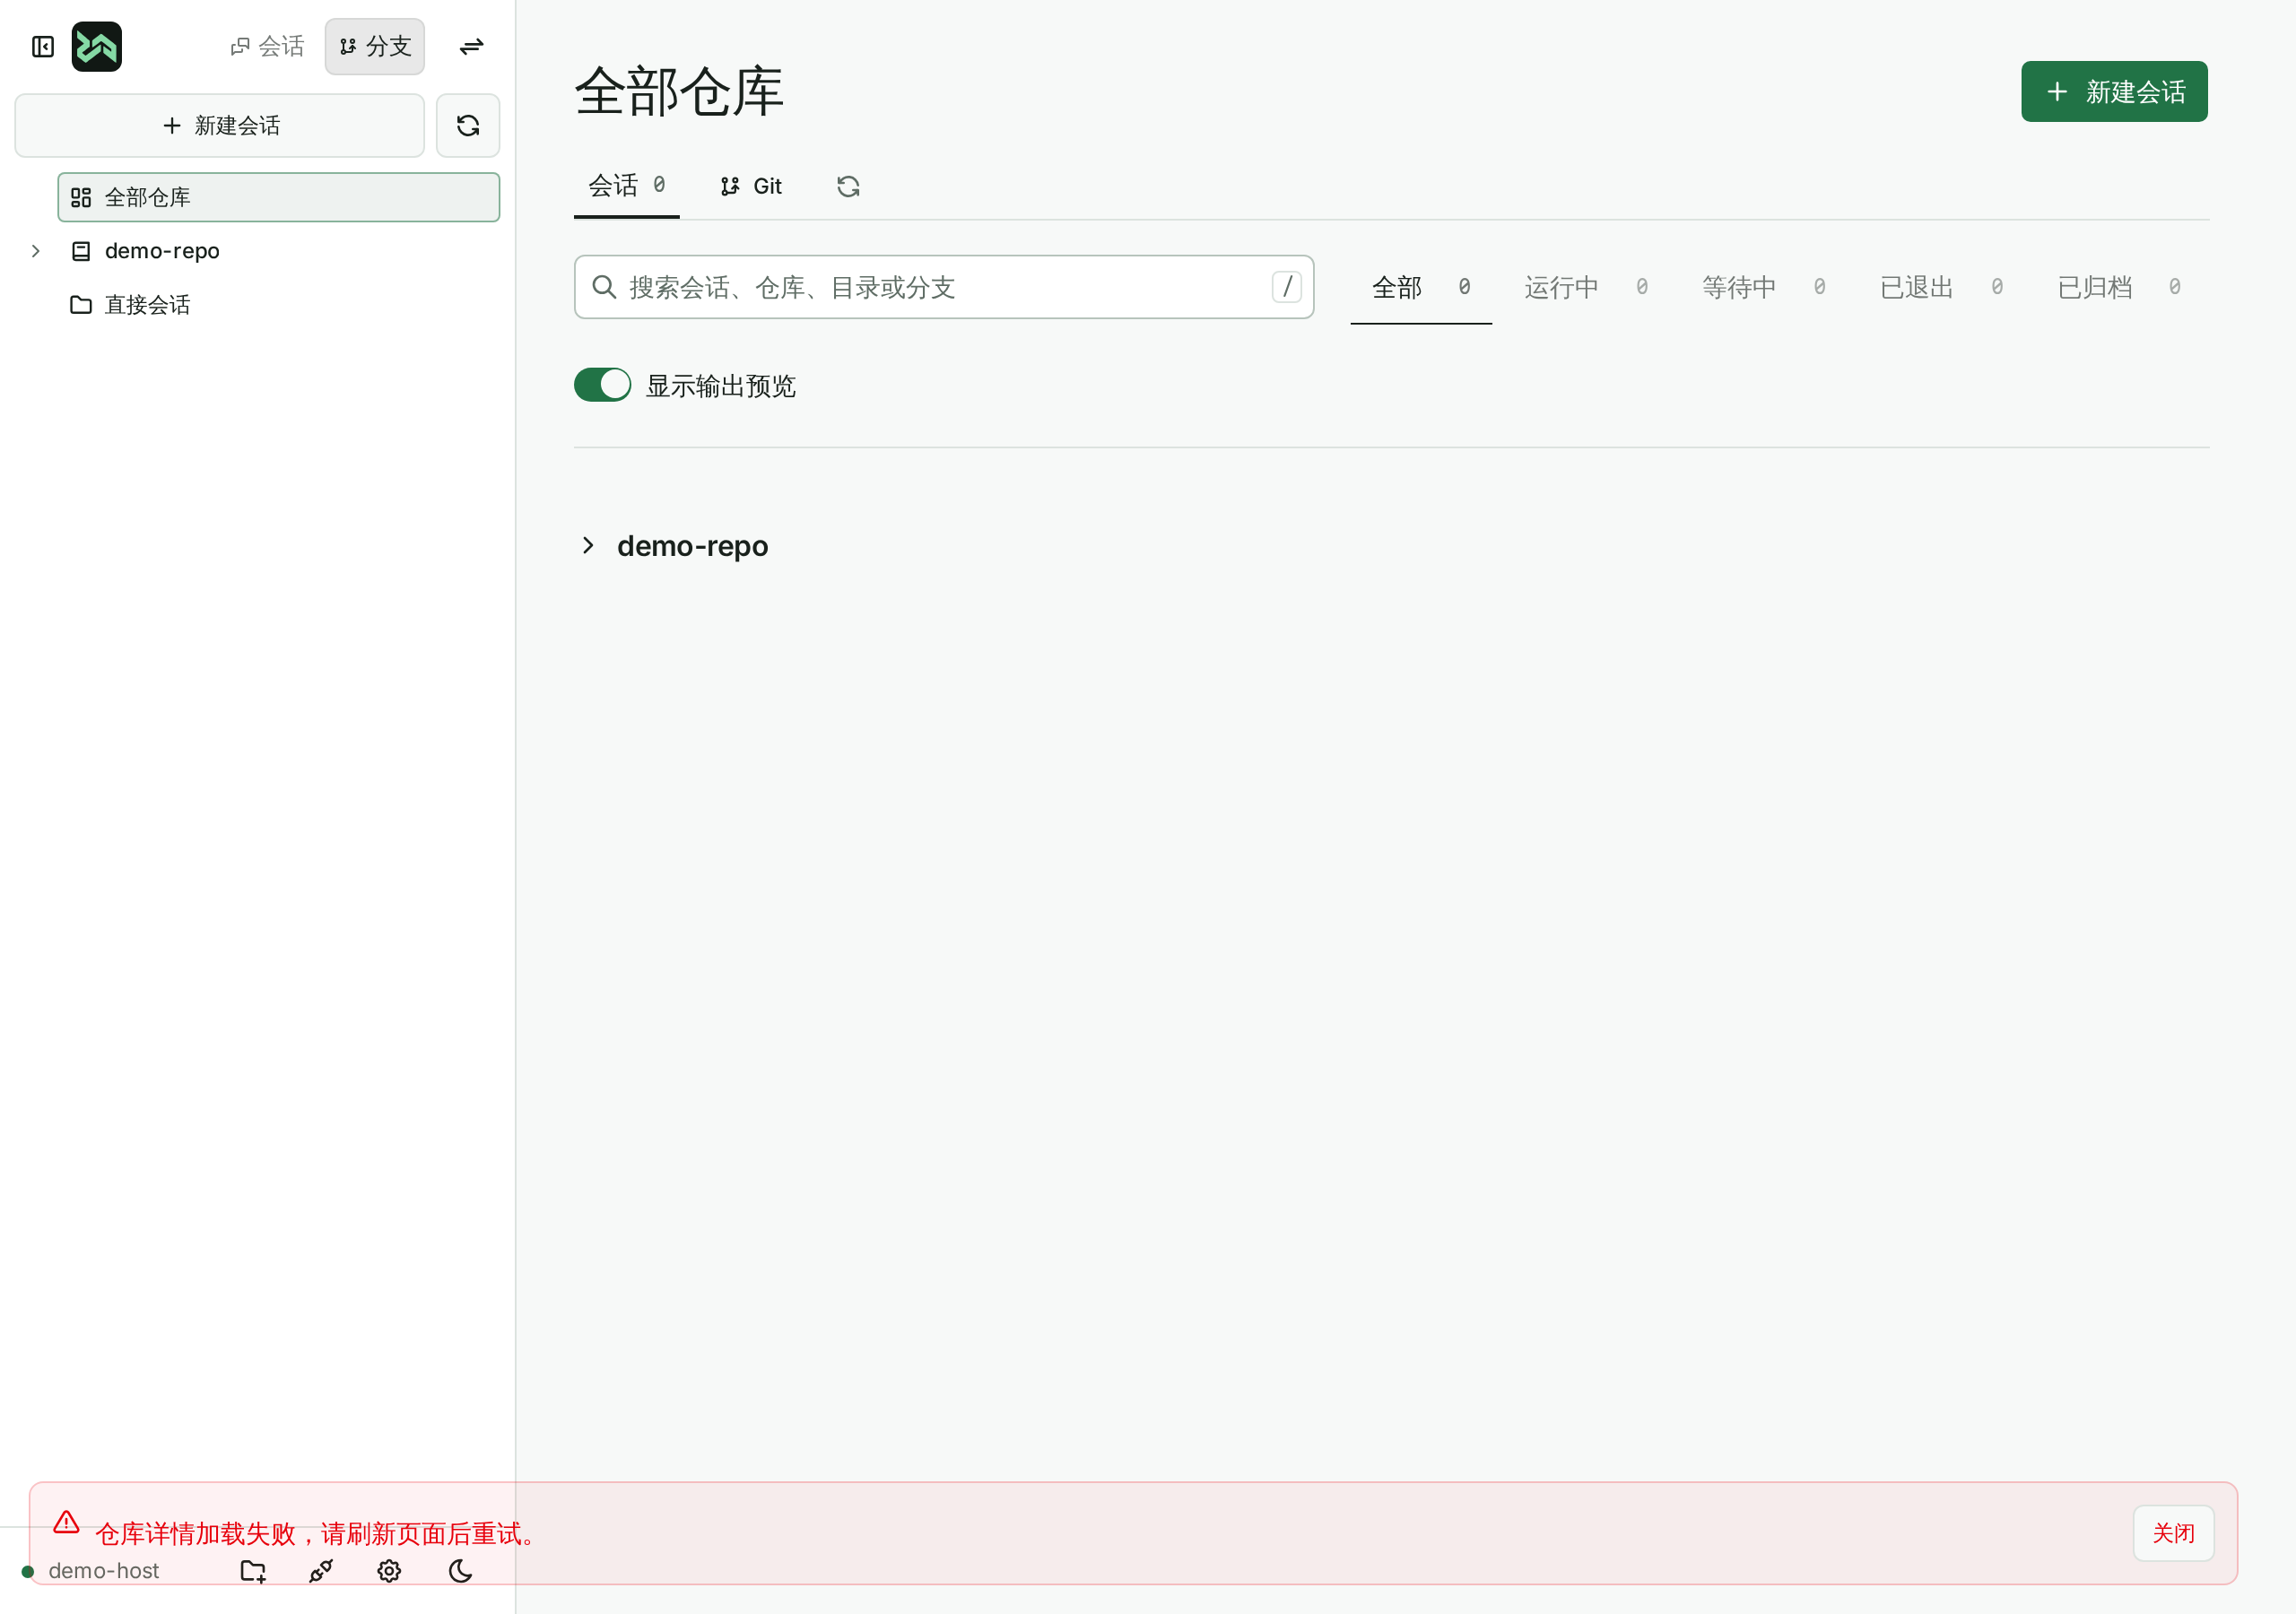 会话
分支
新建会话
全部仓库
demo-repo
直接会话
全部仓库
新建会话
会话 0
Git
搜索会话、仓库、目录或分支 /
全部 0
运行中 0
等待中 0
已退出 0
已归档 0
显示输出预览
demo-repo
仓库详情加载失败，请刷新页面后重试。
关闭
demo-host